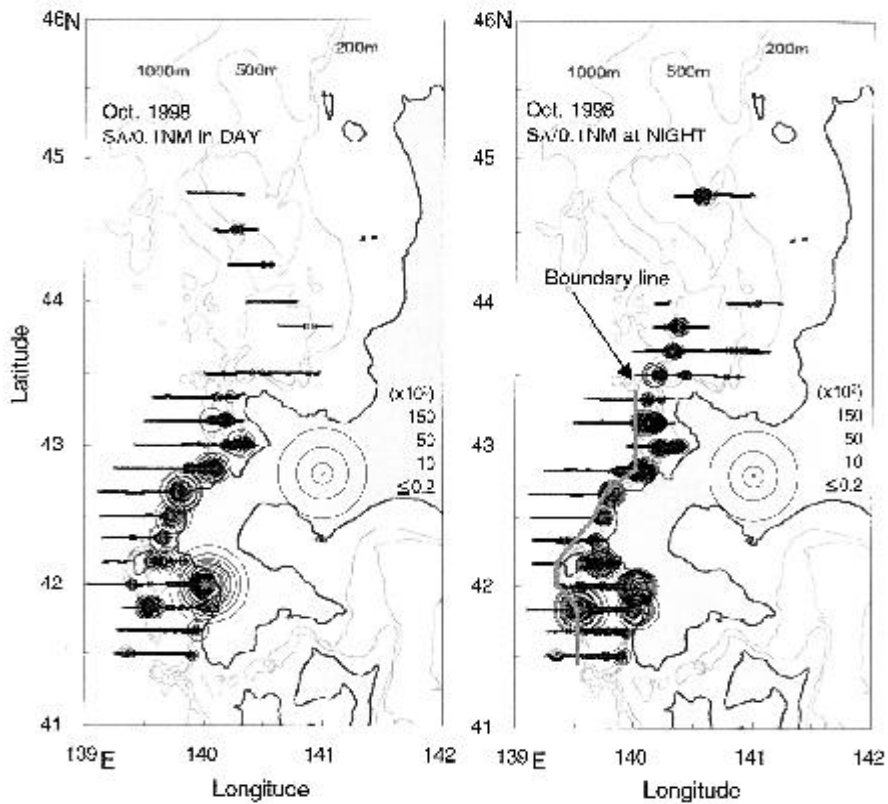 46N
200m
1000m
500m
Oct. 1998
SA/0.1NM in DAY
45
44
43
42
41
Latitude
(x10²)
150
50
10
≤0.2
139E
140
141
142
Longituce
46N
200m
1000m
500m
Oct. 1998
SA/0.1NM at NIGHT
45
Boundary line
44
43
42
41
(x10²)
150
50
10
≤0.2
139E
140
141
142
Longitude